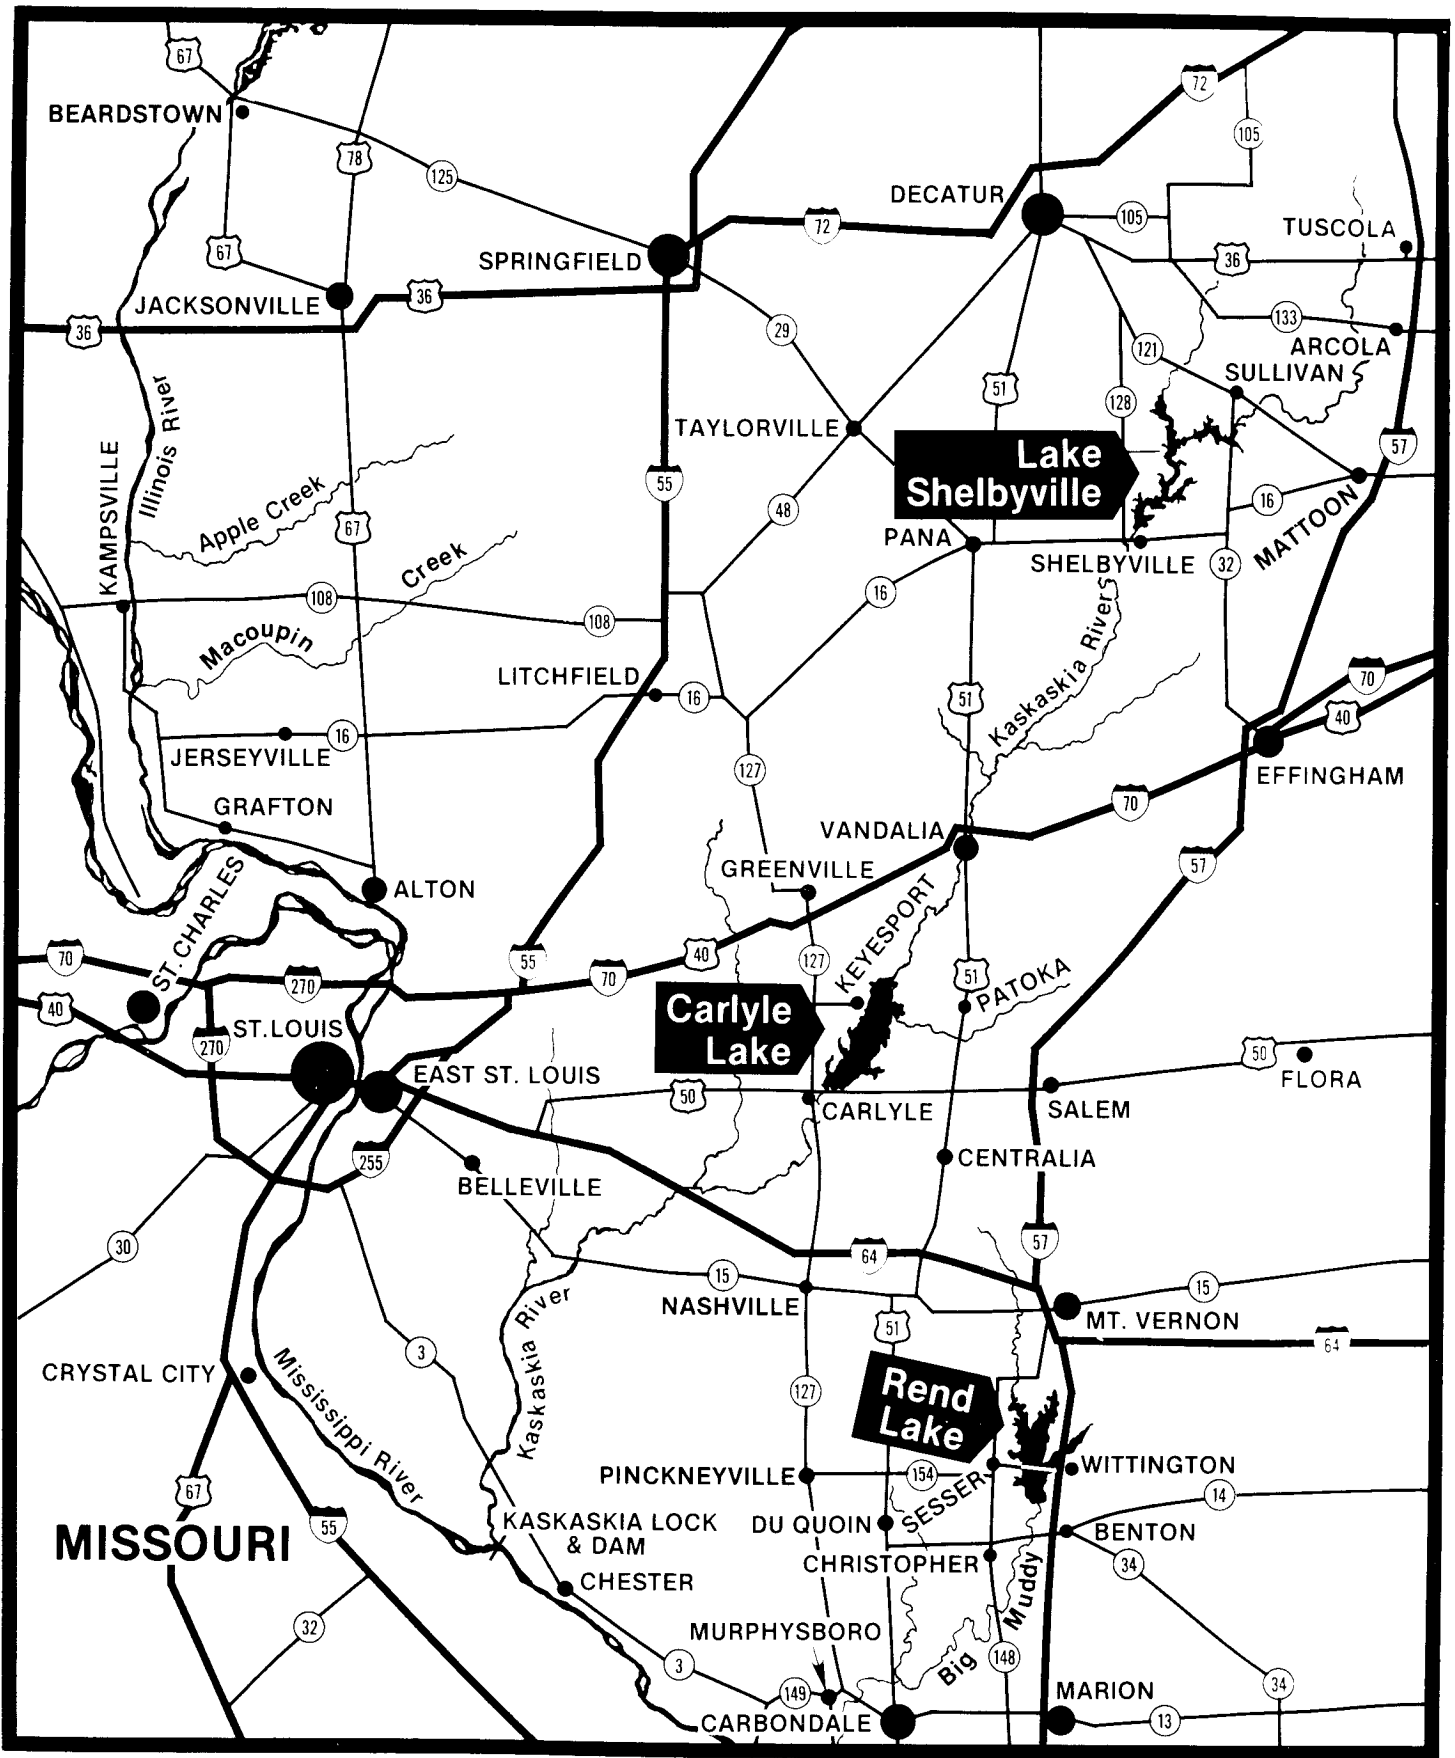 67
72
BEARDSTOWN
105
78
125
DECATUR
105
TUSCOLA
67
72
SPRINGFIELD
36
JACKSONVILLE
36
36
29
133
ARCOLA
121
SULLIVAN
51
128
Illinois River
TAYLORVILLE
57
Lake
Shelbyville
KAMPSVILLE
55
Apple Creek
48
16
67
PANA
MATTOON
SHELBYVILLE
32
Creek
108
16
108
Macoupin
Kaskaskia River
LITCHFIELD
16
51
70
40
16
JERSEYVILLE
127
EFFINGHAM
GRAFTON
70
VANDALIA
57
GREENVILLE
ALTON
ST. CHARLES
KEYESPORT
70
40
55
270
70
127
51
PATOKA
40
Carlyle
Lake
ST. LOUIS
270
50
EAST ST. LOUIS
FLORA
50
CARLYLE
SALEM
255
CENTRALIA
BELLEVILLE
30
57
64
15
15
NASHVILLE
Kaskaskia River
51
MT. VERNON
64
3
CRYSTAL CITY
Mississippi River
127
Rend
Lake
PINCKNEYVILLE
154
WITTINGTON
67
SESSER
14
55
KASKASKIA LOCK
& DAM
DU QUOIN
BENTON
MISSOURI
CHRISTOPHER
34
CHESTER
Big Muddy
32
MURPHYSBORO
3
148
149
34
MARION
CARBONDALE
13